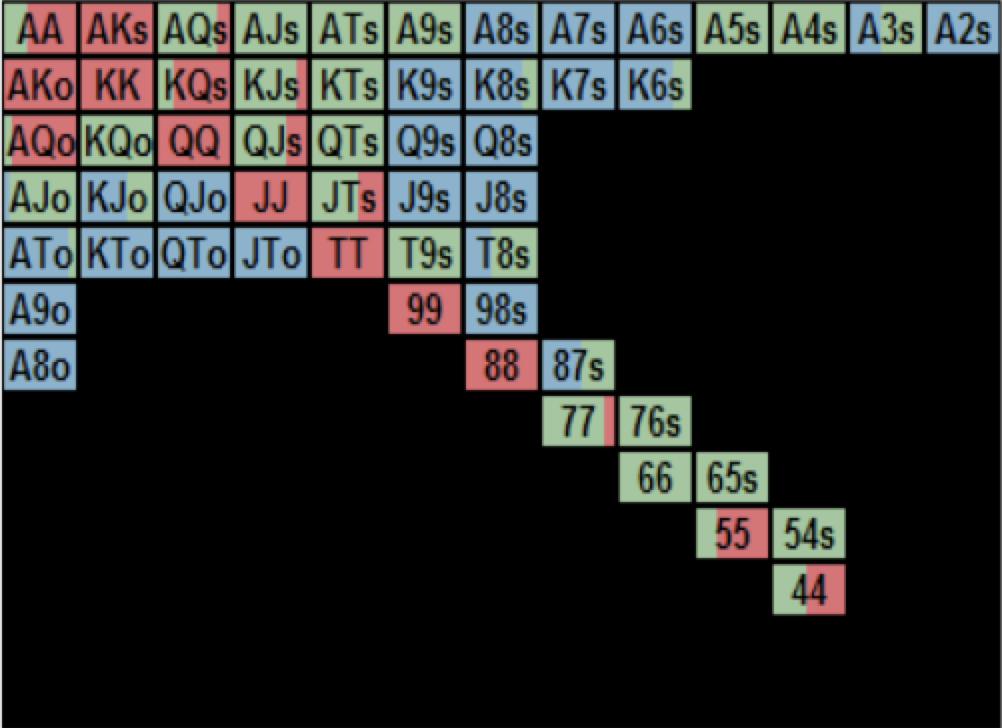 AA AKs AQs AJs ATs A9s A8s A7s A6s A5s A4s A3s A2s
AKo KK KQs KJs KTs K9s K8s K7s K6s
AQo KQo QQ QJs QTs Q9s Q8s
AJo KJo QJo JJ JTs J9s J8s
ATo KTo QTo JTo TT T9s T8s
A9o 99 98s
A8o 88 87s
77 76s
66 65s
55 54s
44